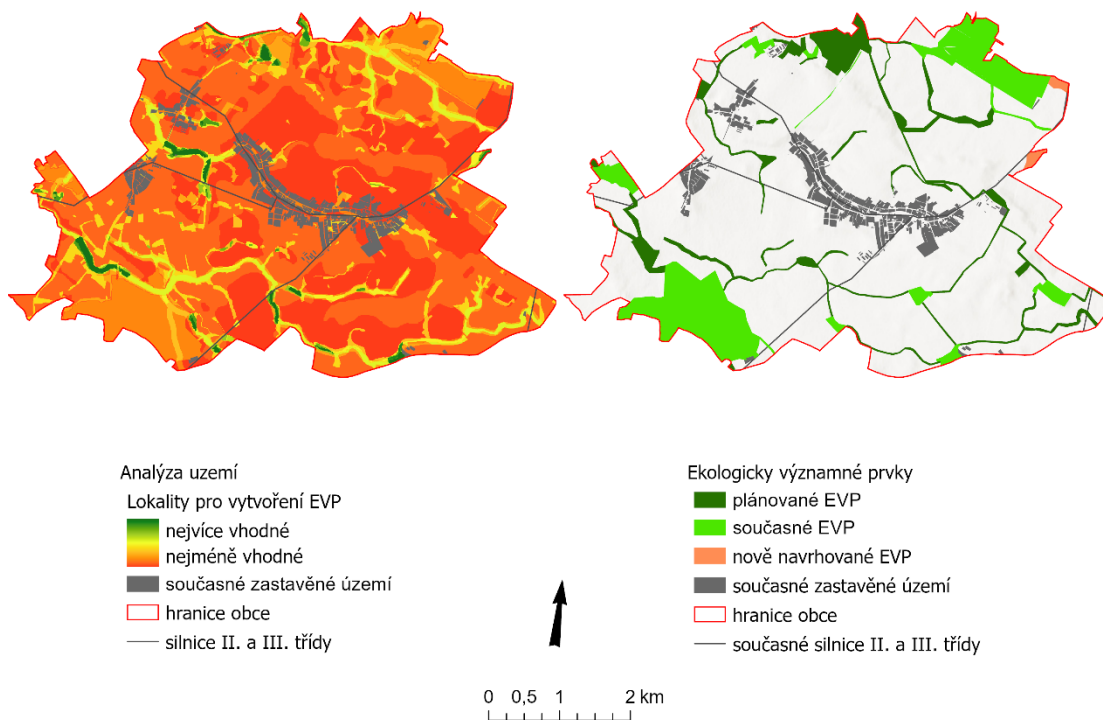 Analýza uzemí
Lokality pro vytvoření EVP
nejvíce vhodné
nejméně vhodné
současné zastavěné území
hranice obce
silnice II. a III. třídy
Ekologicky významné prvky
plánované EVP
současné EVP
nově navrhované EVP
současné zastavěné území
hranice obce
současné silnice II. a III. třídy
0 0,5 1 2 km